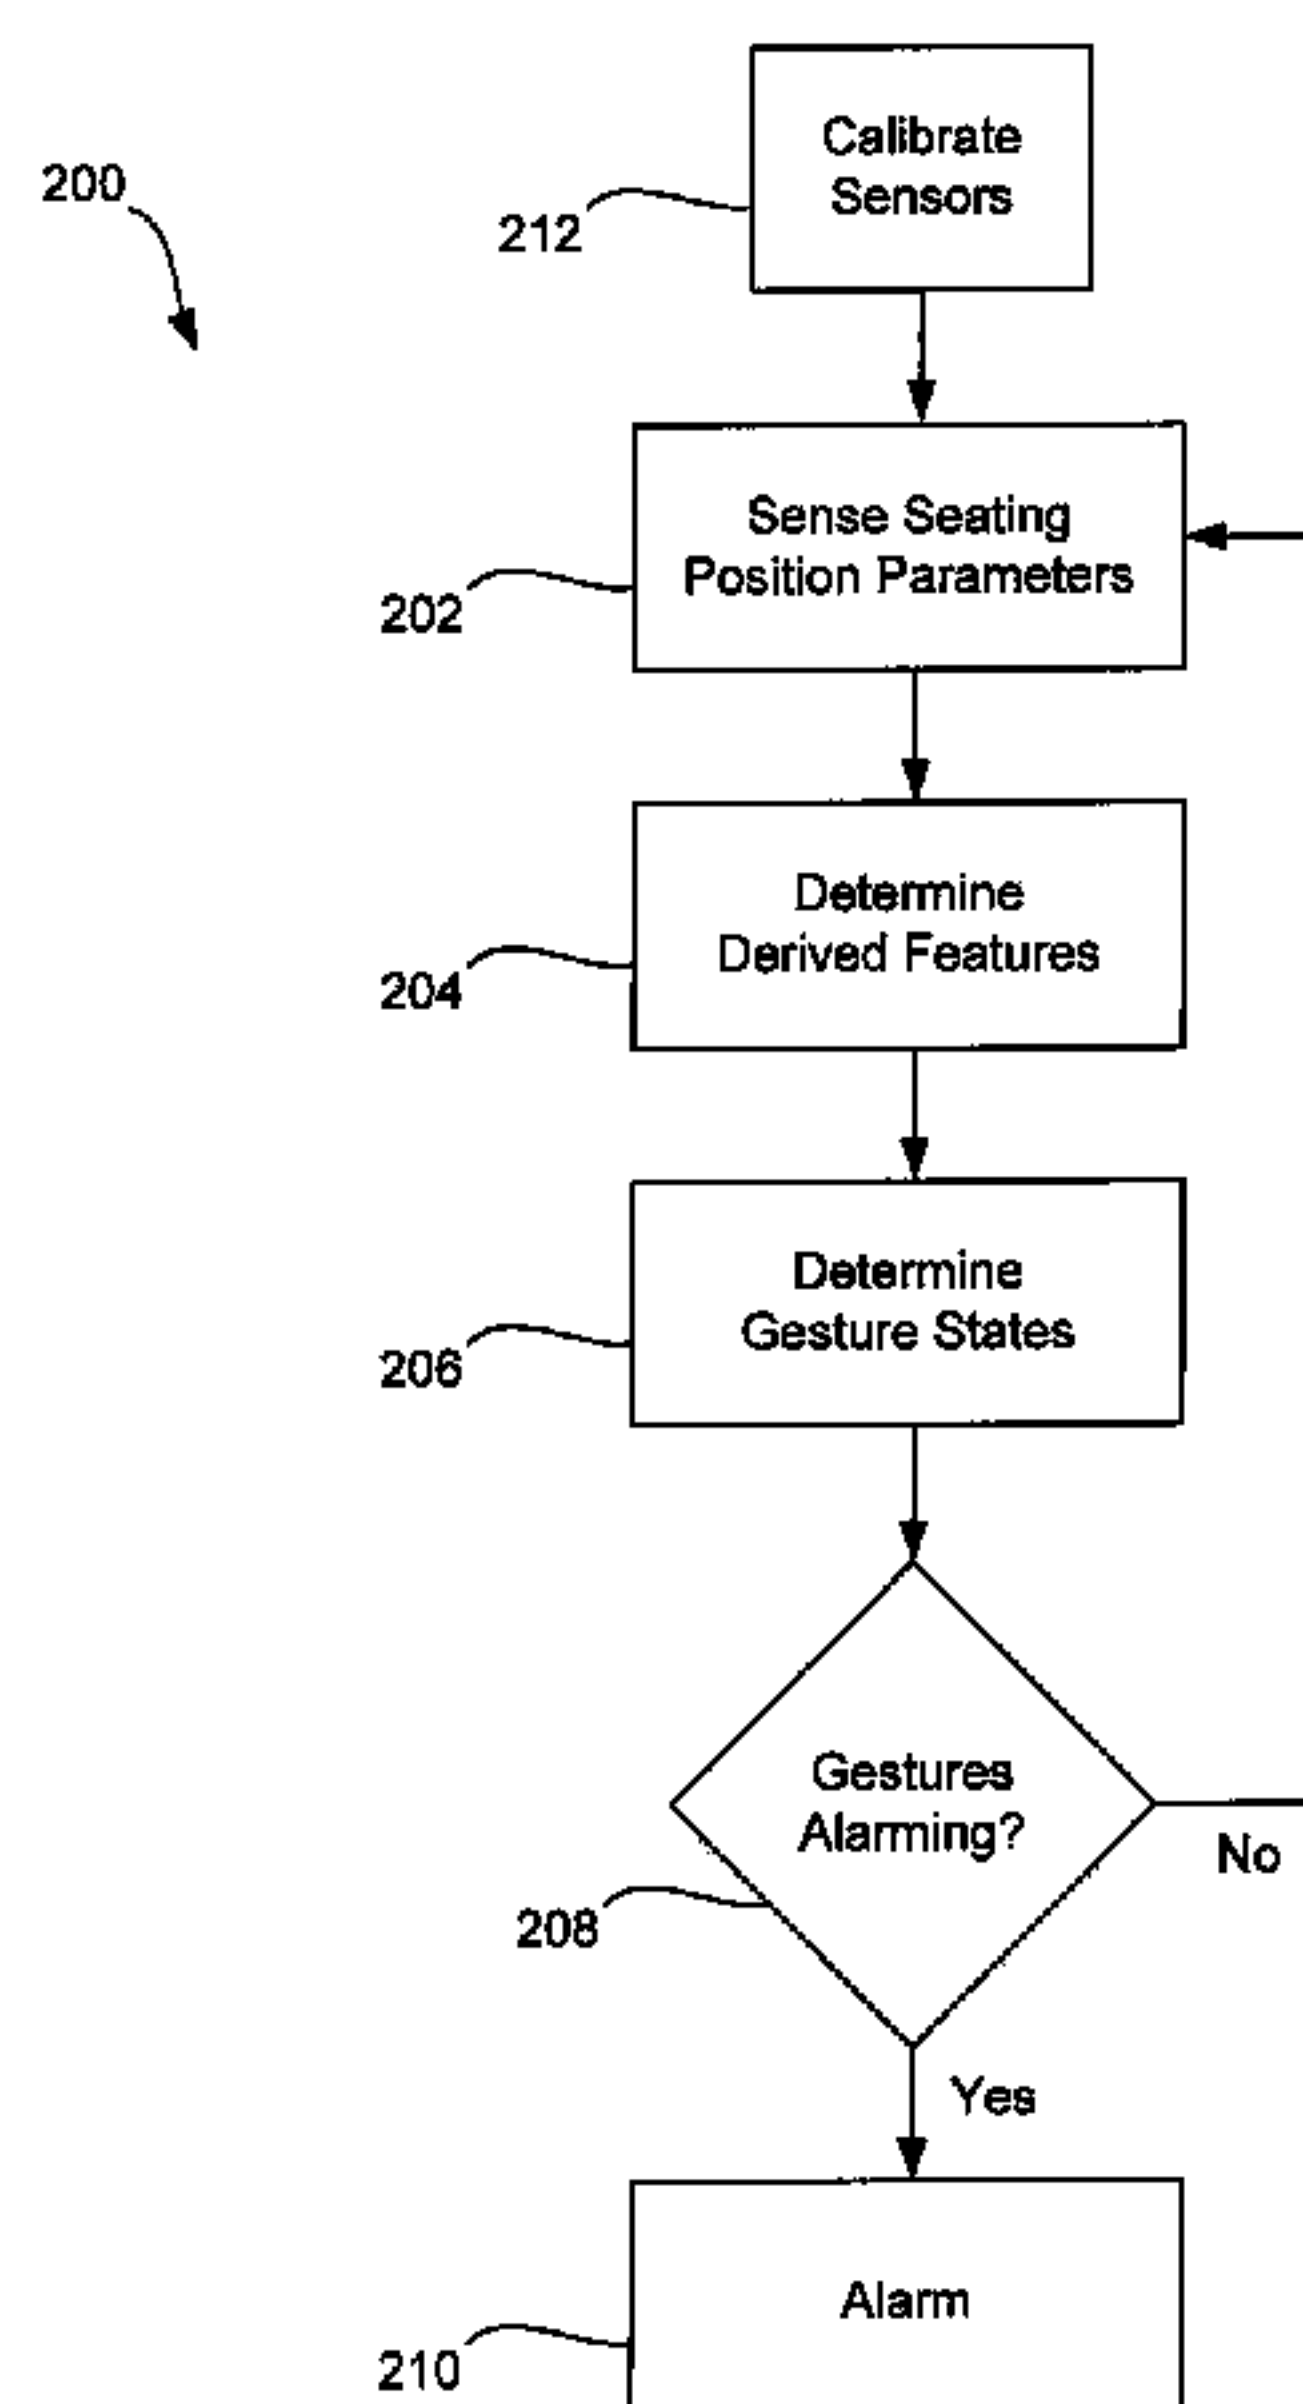 200
Calibrate
Sensors
212
Sense Seating
Position Parameters
202
Determine
Derived Features
204
Determine
Gesture States
206
Gestures
Alarming?
No
208
Yes
Alarm
210